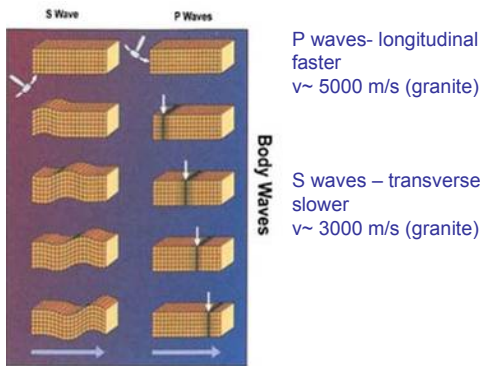 S Wave
P Waves
Body Waves
P waves- longitudinal
faster
v~ 5000 m/s (granite)
S waves – transverse
slower
v~ 3000 m/s (granite)